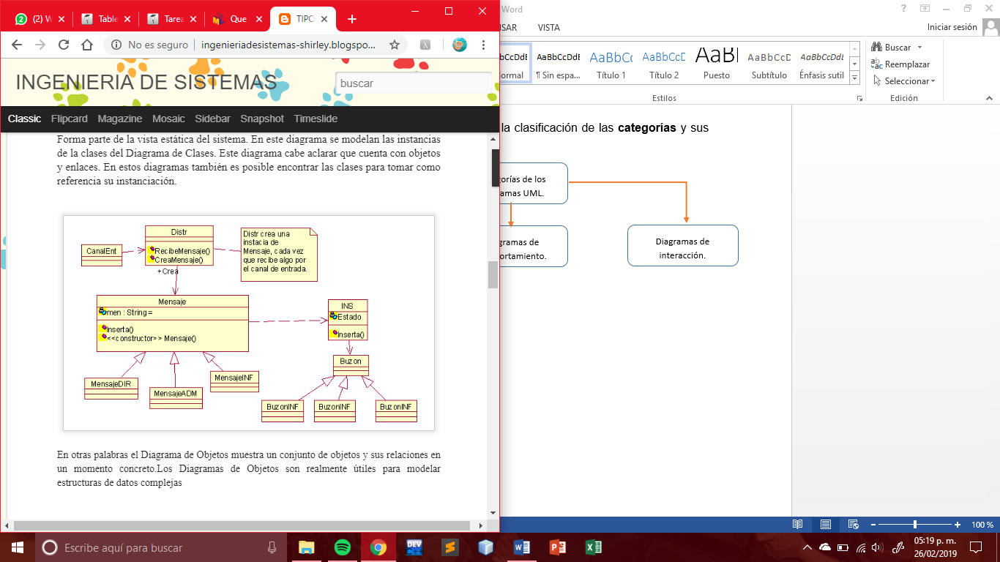 (2) W
Table
Tarea
Que
TIPO
No es seguro | ingenieriadesistemas-shirley.blogspo...
INGENIERIA DE SISTEMAS
buscar
Classic Flipcard Magazine Mosaic Sidebar Snapshot Timeslide
Forma parte de la vista estática del sistema. En este diagrama se modelan las instancias
de la clases del Diagrama de Clases. Este diagrama cabe aclarar que cuenta con objetos
y enlaces. En estos diagramas también es posible encontrar las clases para tomar como
referencia su instanciación.
CanalEnt
Distr
RecibeMensaje()
CreaMensaje()
Distr crea una
instacia de
Mensaje, cada vez
que recibe algo por
el canal de entrada.
+ Crea
Mensaje
men : String =
Inserta()
<<constructor>> Mensaje()
INS
Estado
Inserta()
Buzon
MensajeDIR
MensajeADM
MensajeINF
BuzonINF
BuzonINF
BuzonINF
En otras palabras el Diagrama de Objetos muestra un conjunto de objetos y sus relaciones en
un momento concreto.Los Diagramas de Objetos son realmente útiles para modelar
estructuras de datos complejas
Word
SAR
VISTA
Iniciar sesión
bCcDdE
ormal
AaBbCcDdE
¶ Sin espa...
AaBbCc
Título 1
AaBbCcD
Título 2
AaB
Puesto
AaBbCcD
Subtítulo
AaBbCcDdE
Énfasis sutil
Estilos
Buscar
Reemplazar
Seleccionar
Edición
la clasificación de las categorías y sus
gorías de los
amas UML.
gramas de
ortamiento.
Diagramas de
interacción.
100 %
Escribe aquí para buscar
DEV
05:19 p. m.
26/02/2019